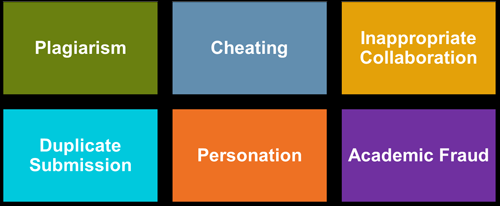 Plagiarism
Cheating
Inappropriate
Collaboration
Duplicate
Submission
Personation
Academic Fraud